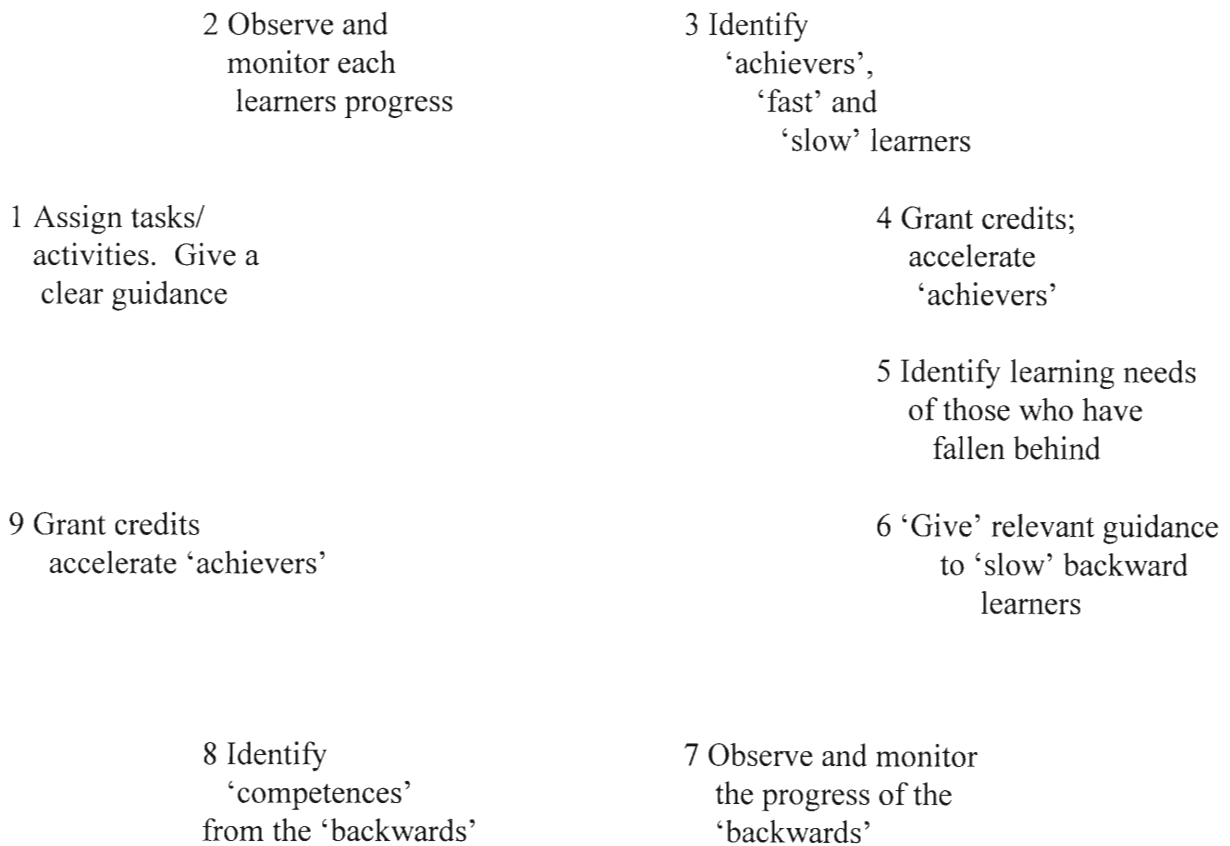 2 Observe and
monitor each
learners progress
3 Identify
‘achievers’,
‘fast’ and
‘slow’ learners
1 Assign tasks/
activities.  Give a
clear guidance
4 Grant credits;
accelerate
‘achievers’
5 Identify learning needs
of those who have
fallen behind
9 Grant credits
accelerate ‘achievers’
6 ‘Give’ relevant guidance
to ‘slow’ backward
learners
8 Identify
‘competences’
from the ‘backwards’
7 Observe and monitor
the progress of the
‘backwards’